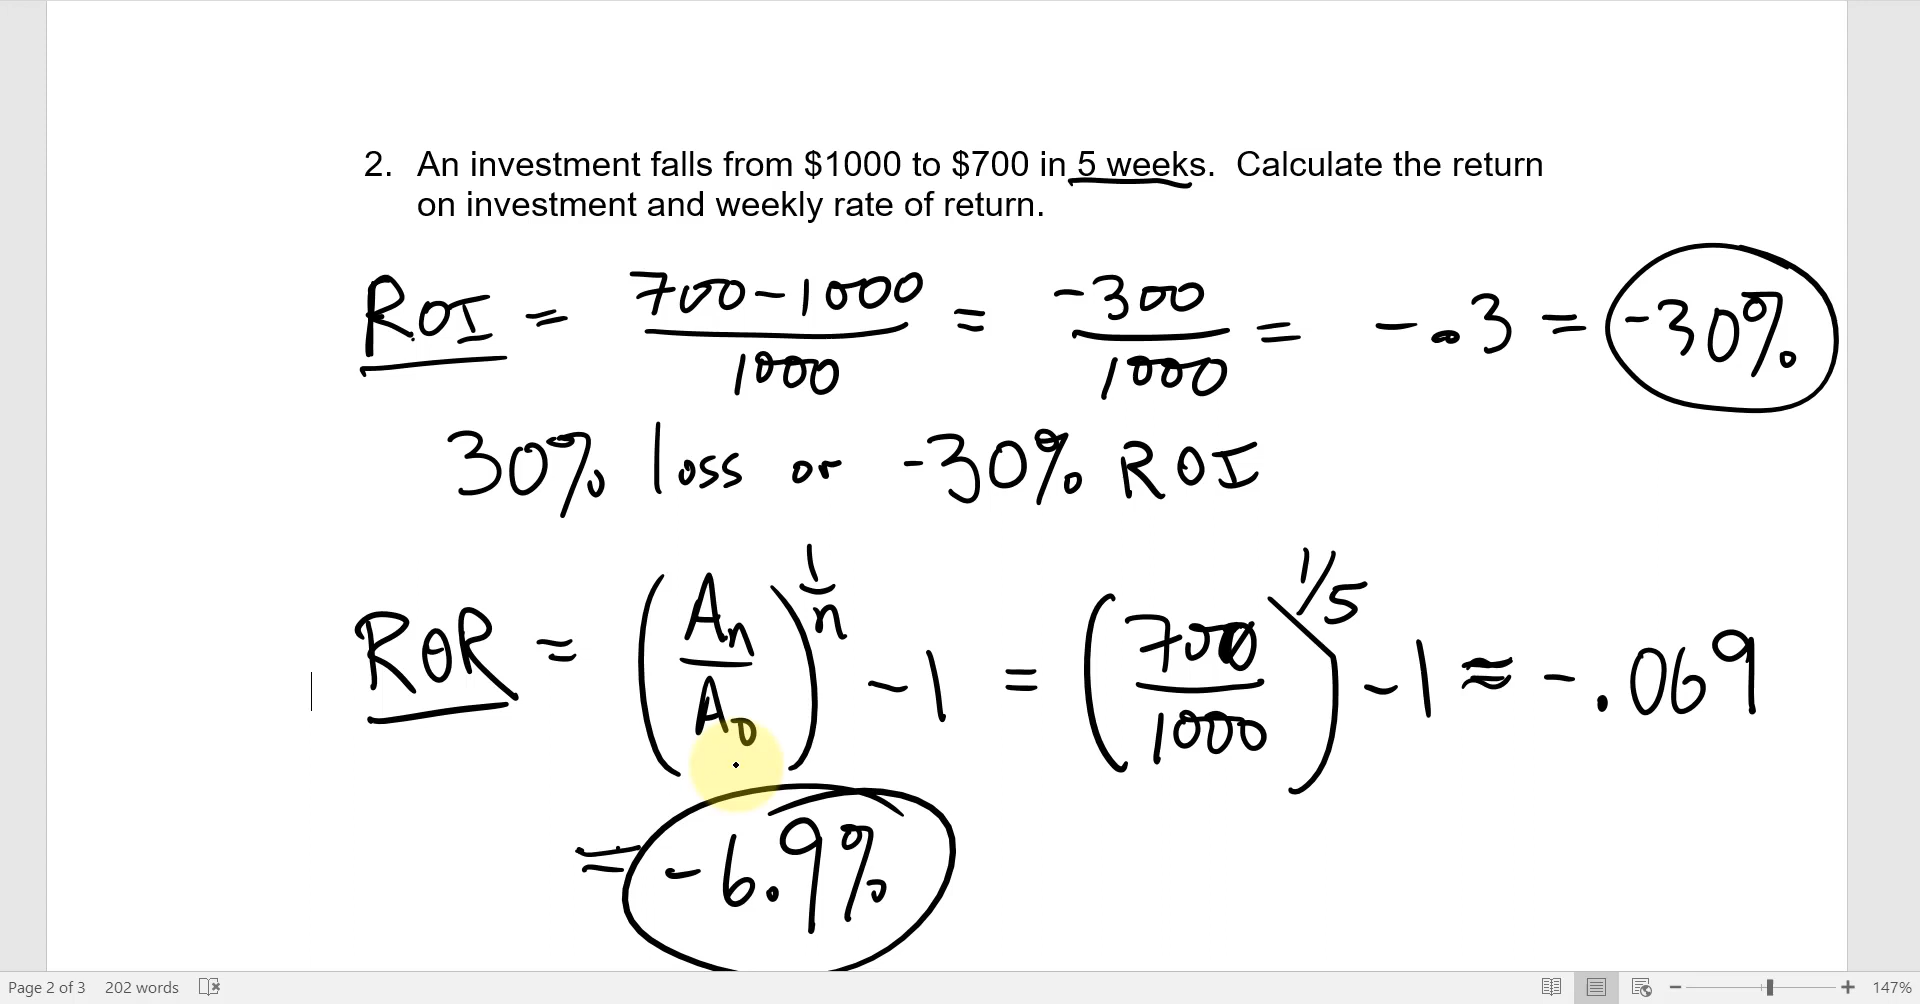 2. An investment falls from $1000 to $700 in 5 weeks. Calculate the return
on investment and weekly rate of return.
ROI = 700-1000/1000 = -300/1000 = -.3 = -30%
30% loss or -30% ROI
ROR = (An/A0)^1/n - 1 = (700/1000)^1/5 - 1 ≈ -.069
= -6.9%
Page 2 of 3 202 words 147%